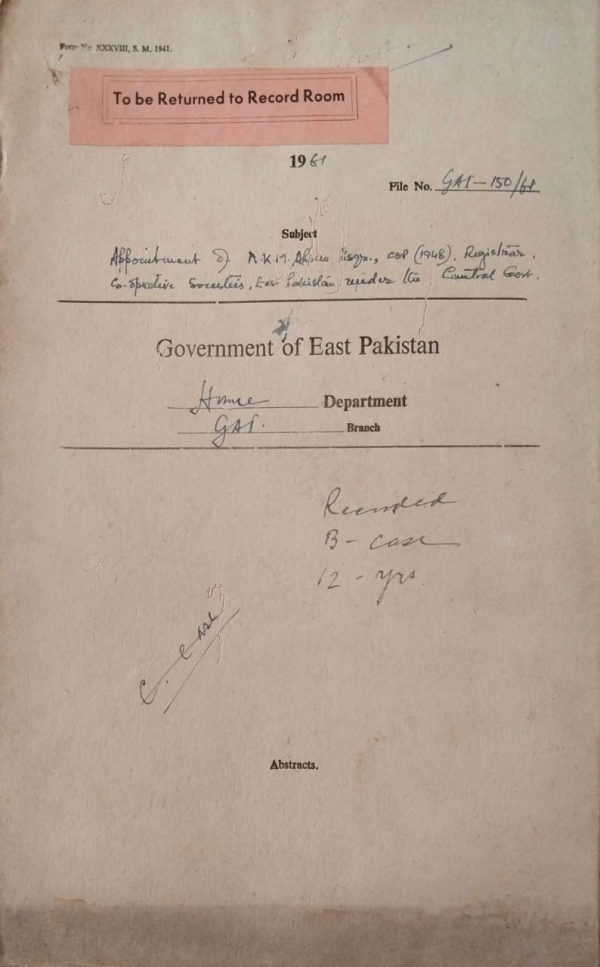 Form No. XXXVIII, S. M. 1941.
To be Returned to Record Room
1961
File No. GAI-150/61
Subject
Appointment of A.K.M. Ahsan Esqr., CSP (1948), Registrar,
Co-operative Societies, East Pakistan under the Central Govt.
Government of East Pakistan
Home Department
GAI. Branch
Recorded
B - case
12 - yrs.
Abstracts.